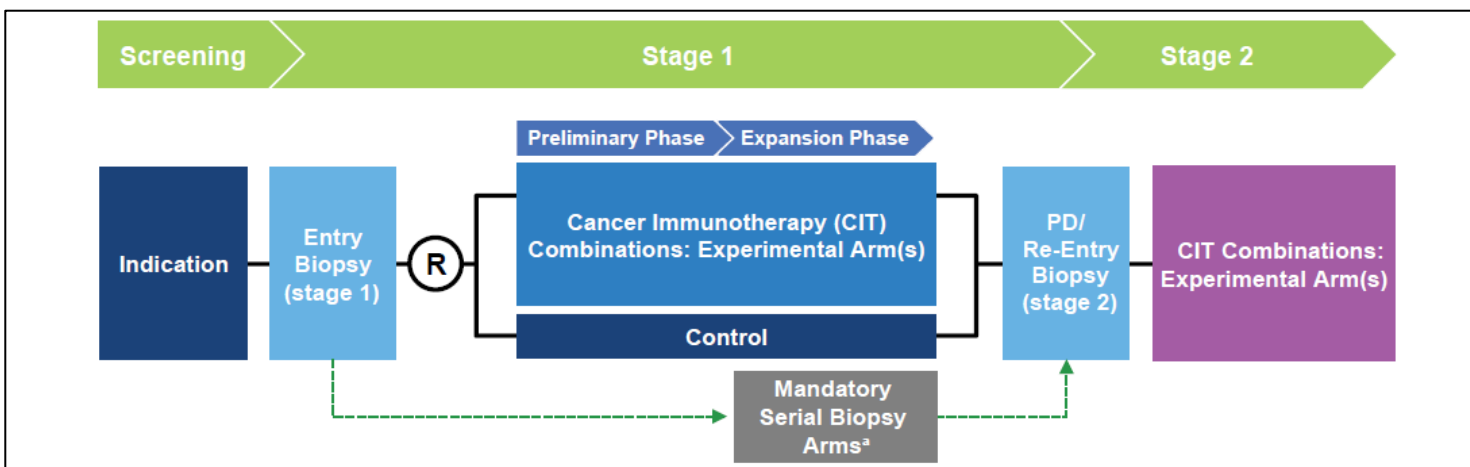 Screening
Stage 1
Stage 2
Preliminary Phase
Expansion Phase
Indication
Entry
Biopsy
(stage 1)
R
Cancer Immunotherapy (CIT)
Combinations: Experimental Arm(s)
Control
PD/
Re-Entry
Biopsy
(stage 2)
CIT Combinations:
Experimental Arm(s)
Mandatory
Serial Biopsy
Armsᵃ